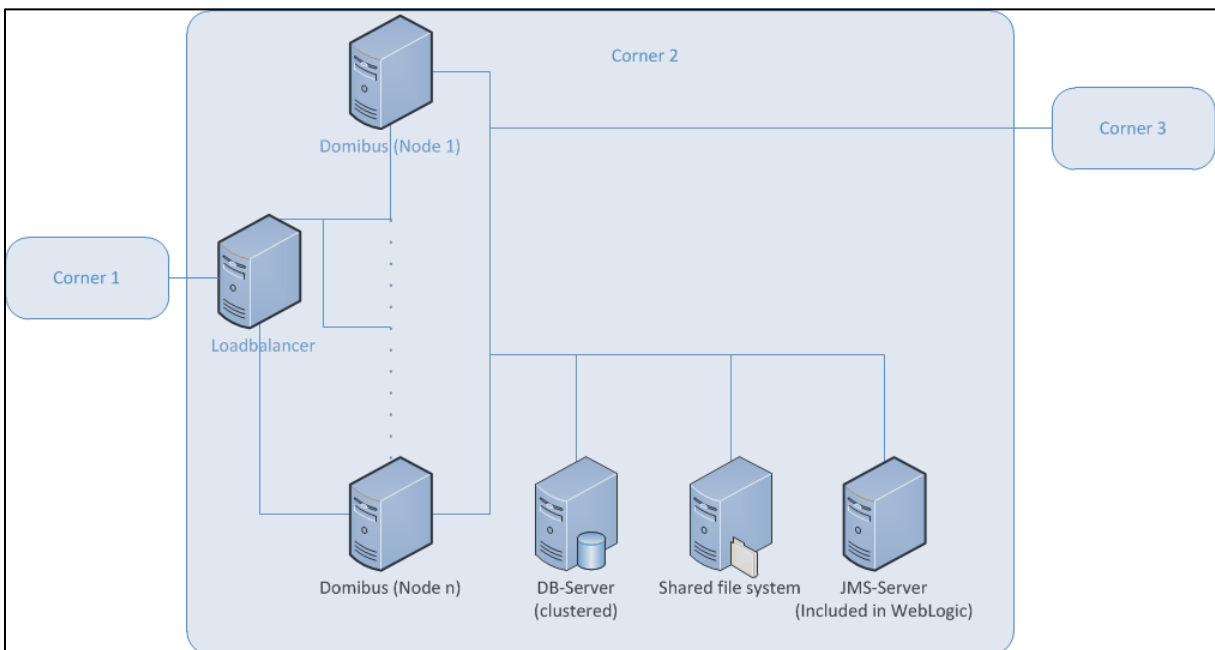 Corner 2
Domibus (Node 1)
Corner 3
Corner 1
Loadbalancer
Domibus (Node n)
DB-Server
(clustered)
Shared file system
JMS-Server
(Included in WebLogic)